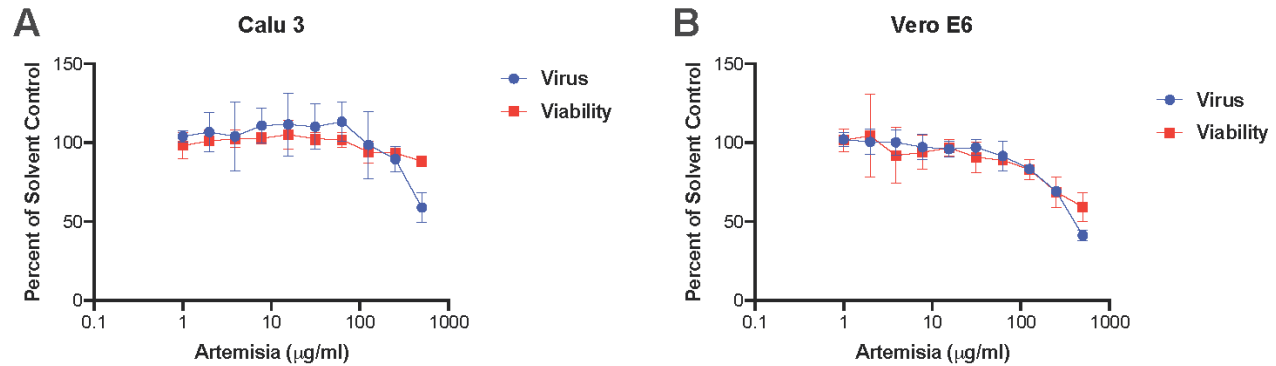 A
Calu 3
Percent of Solvent Control
150
100
50
0
0.1
1
10
100
1000
Artemisia (μg/ml)
Virus
Viability
B
Vero E6
Percent of Solvent Control
150
100
50
0
0.1
1
10
100
1000
Artemisia (μg/ml)
Virus
Viability